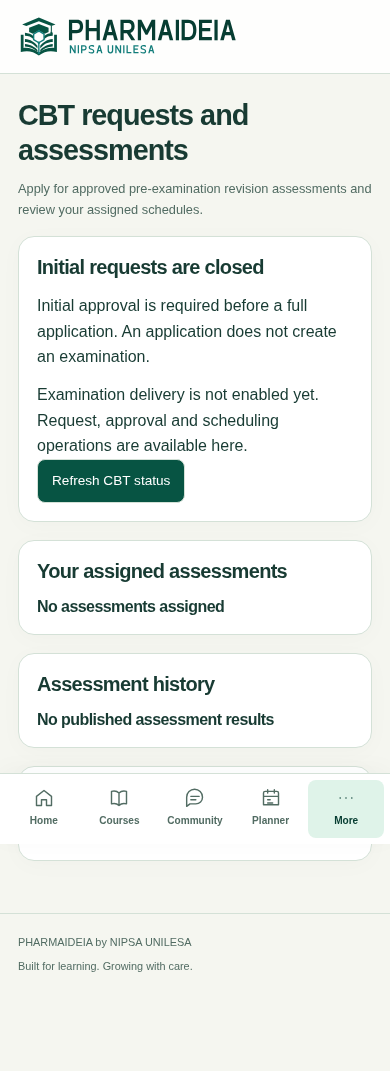 PHARMAIDEIA
NIPSA UNILESA
CBT requests and
assessments
Apply for approved pre-examination revision assessments and
review your assigned schedules.
Initial requests are closed
Initial approval is required before a full
application. An application does not create
an examination.
Examination delivery is not enabled yet.
Request, approval and scheduling
operations are available here.
Refresh CBT status
Your assigned assessments
No assessments assigned
Assessment history
No published assessment results
Home
Courses
Community
Planner
More
PHARMAIDEIA by NIPSA UNILESA
Built for learning. Growing with care.